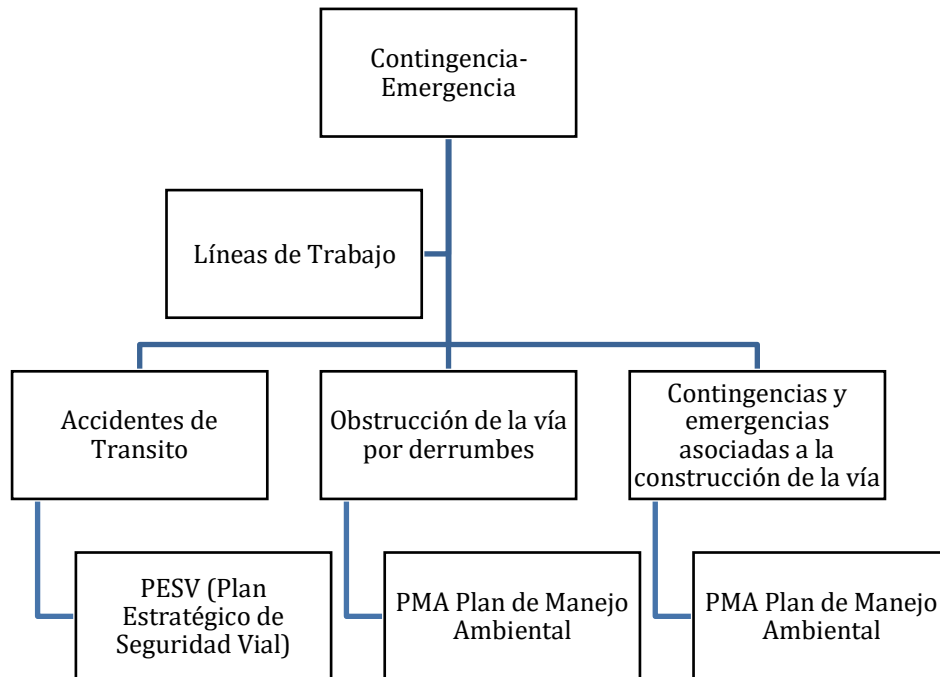 Contingencia-
Emergencia
Líneas de Trabajo
Accidentes de
Transito
Obstrucción de la vía
por derrumbes
Contingencias y
emergencias
asociadas a la
construcción de la vía
PESV (Plan
Estratégico de
Seguridad Vial)
PMA Plan de Manejo
Ambiental
PMA Plan de Manejo
Ambiental